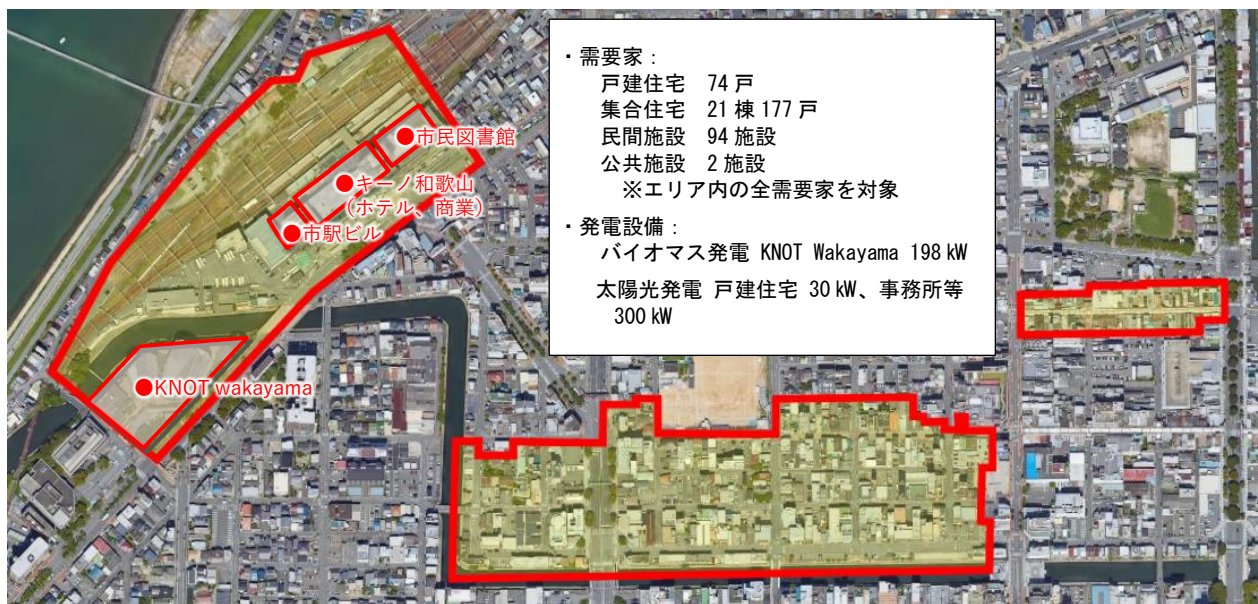 ・需要家：
戸建住宅 74 戸
集合住宅 21 棟 177 戸
民間施設 94 施設
公共施設 2 施設
※エリア内の全需要家を対象
・発電設備：
バイオマス発電 KNOT Wakayama 198 kW
太陽光発電 戸建住宅 30 kW、事務所等
300 kW
●市民図書館
●キーノ和歌山
（ホテル、商業）
●市駅ビル
●KNOT wakayama